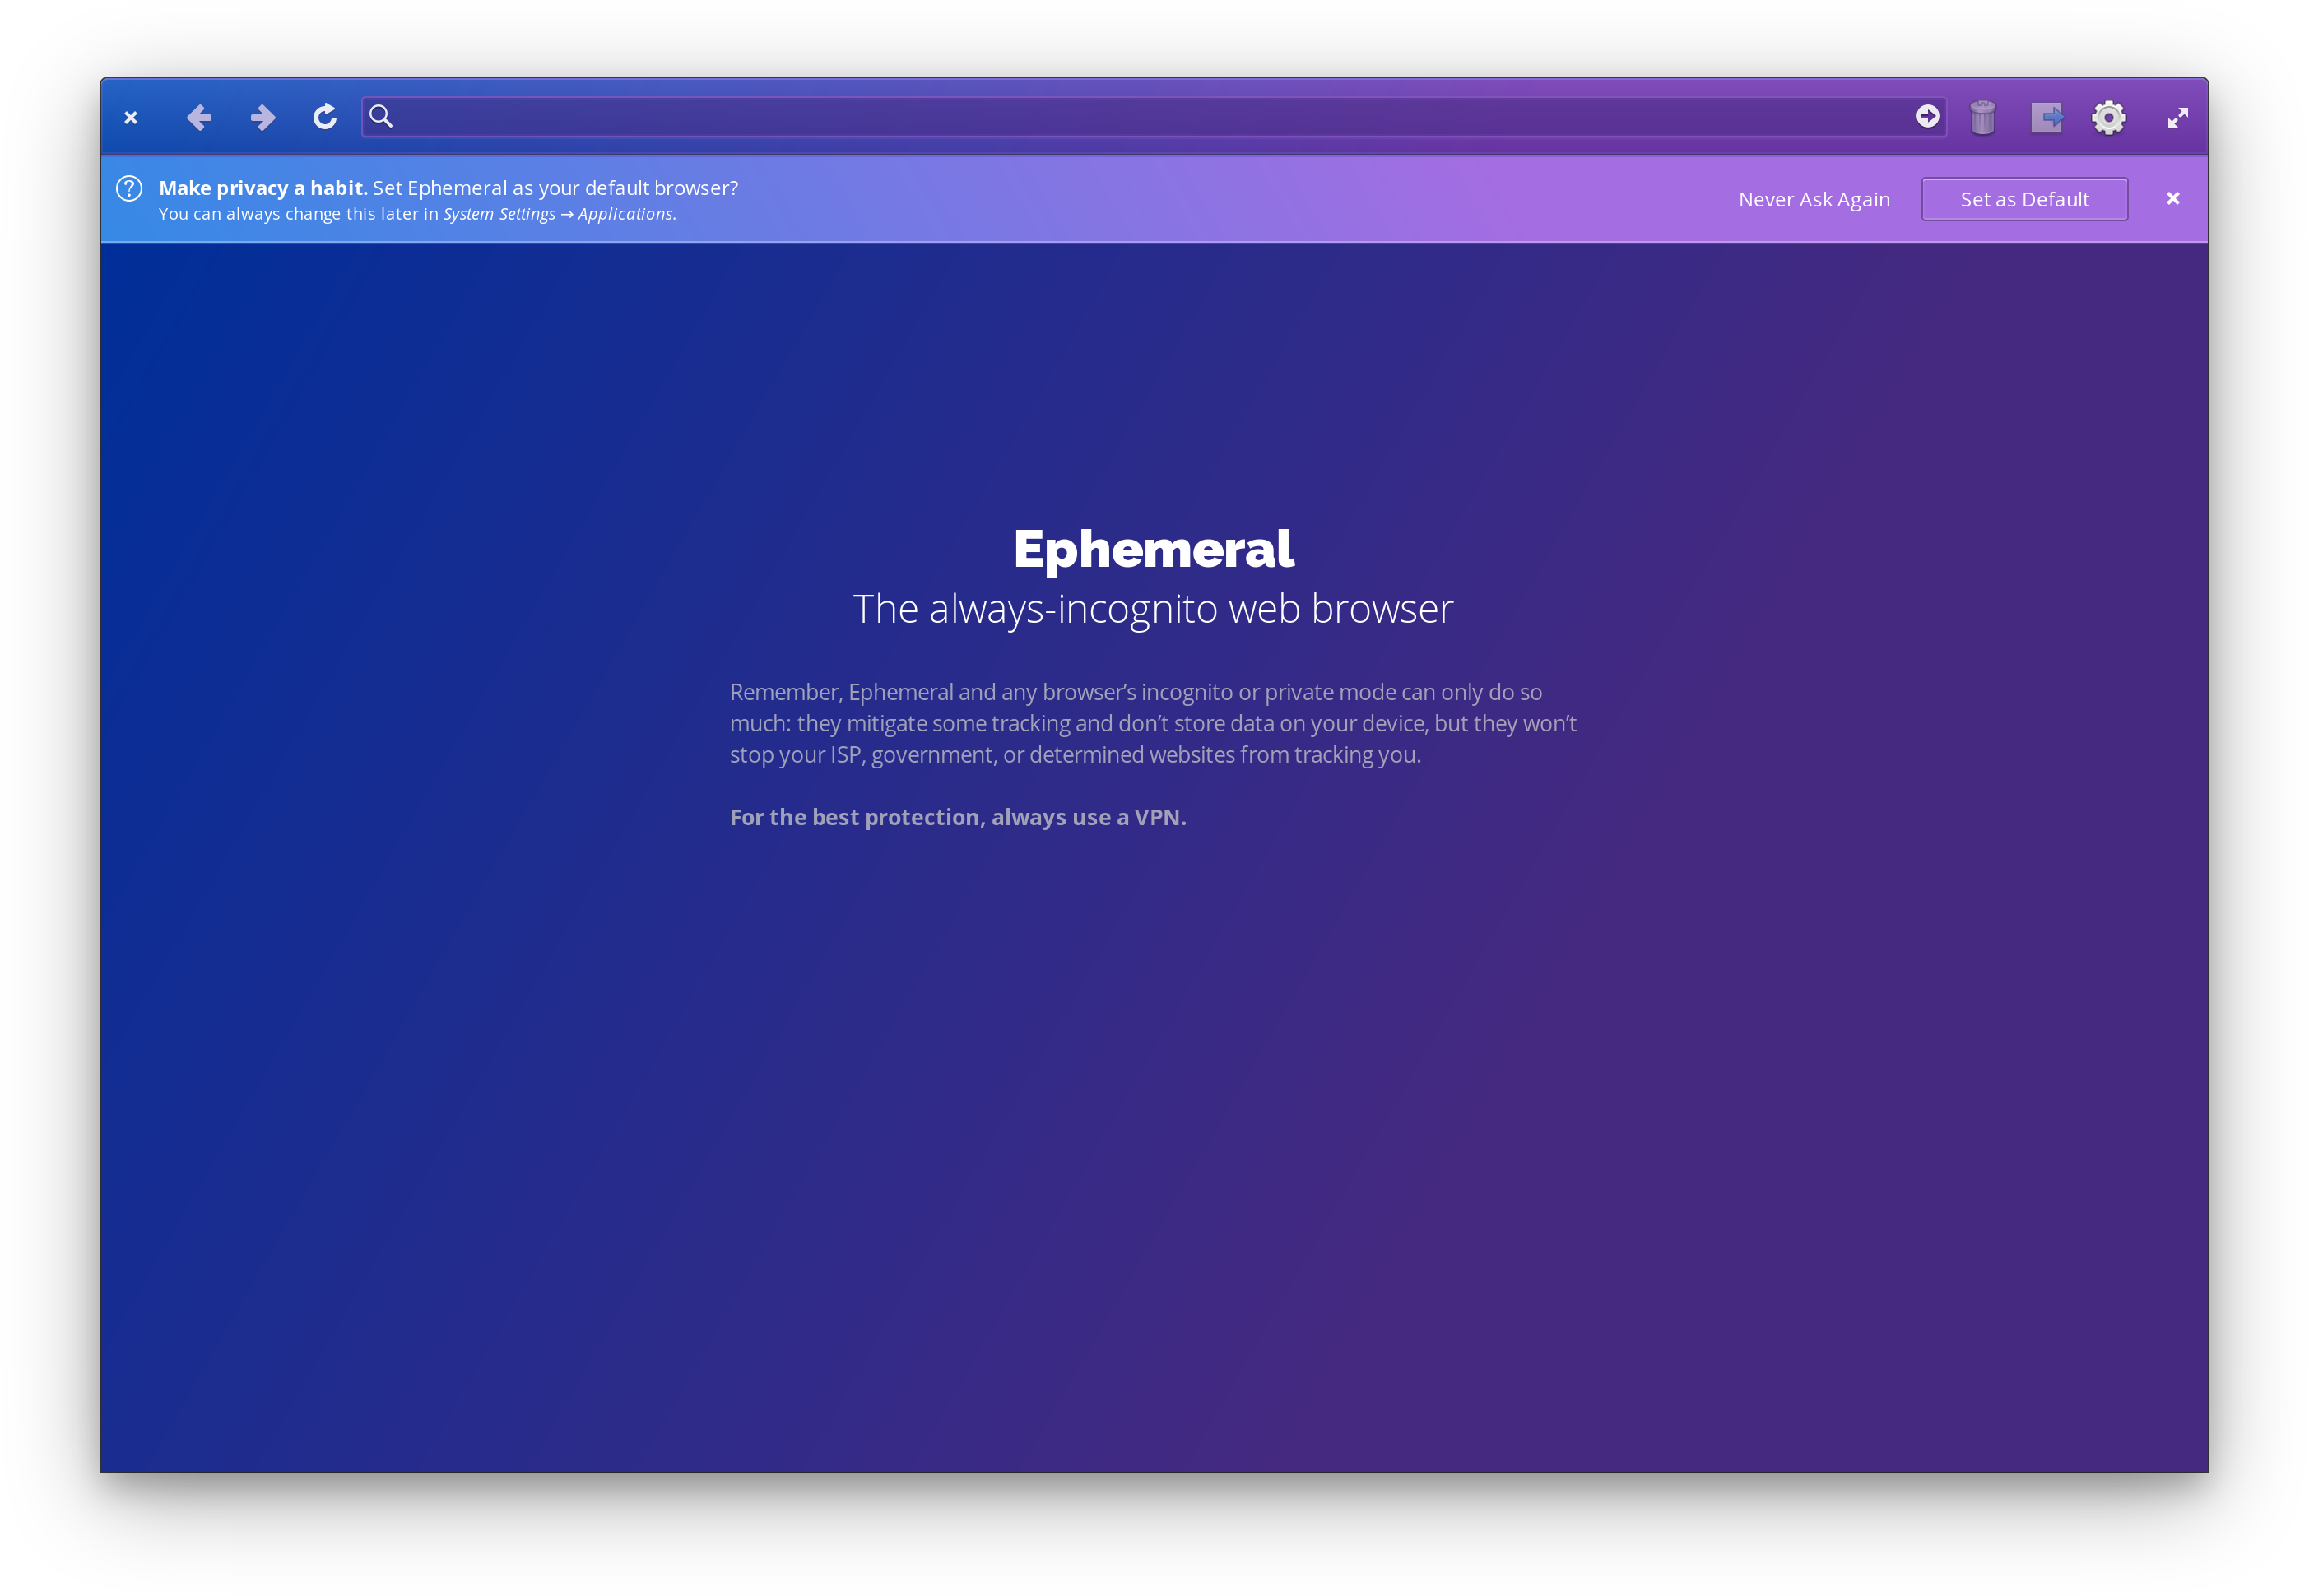 Make privacy a habit. Set Ephemeral as your default browser?
You can always change this later in System Settings → Applications.
Never Ask Again
Set as Default
Ephemeral
The always-incognito web browser
Remember, Ephemeral and any browser’s incognito or private mode can only do so
much: they mitigate some tracking and don’t store data on your device, but they won’t
stop your ISP, government, or determined websites from tracking you.
For the best protection, always use a VPN.